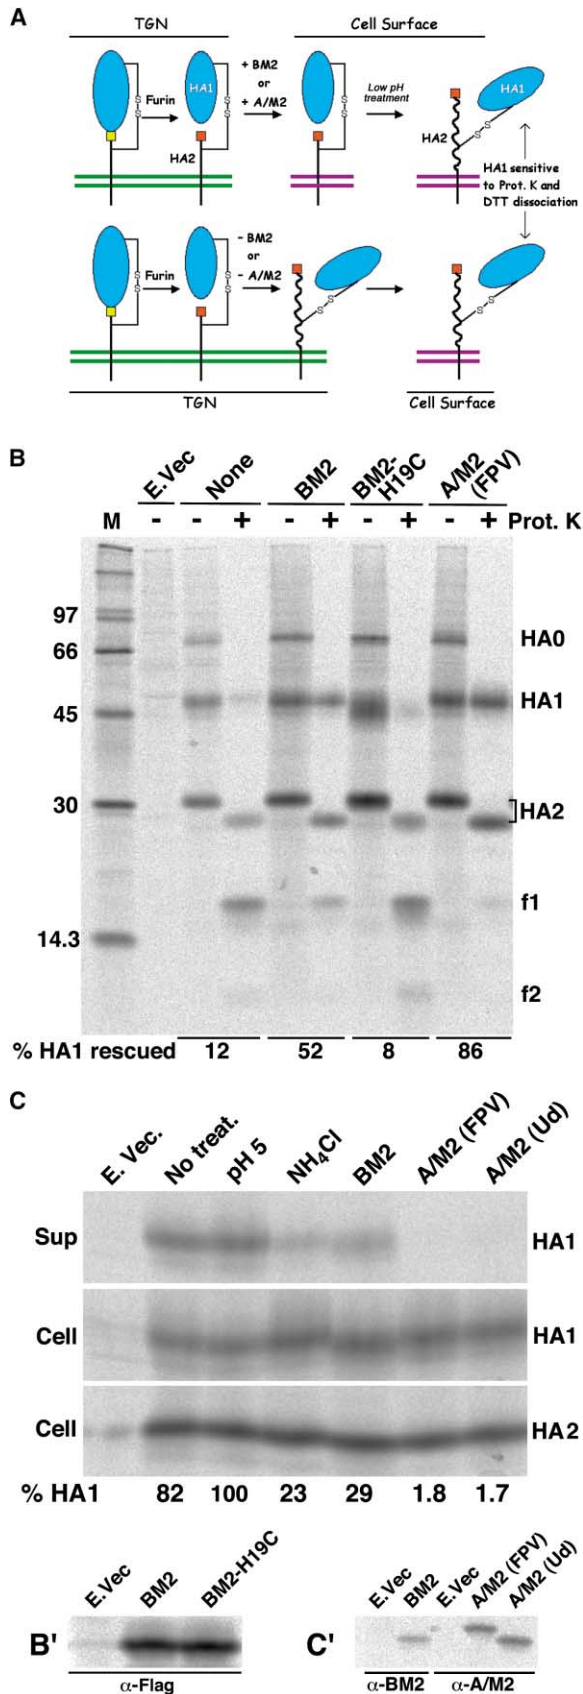 A
TGN
Cell Surface
HA1
S
S
Furin
HA2
+ BM2
or
+ A/M2
S
S
Low pH
treatment
HA1
HA2
S
S
HA1 sensitive
to Prot. K and
DTT dissociation
S
S
Furin
S
S
- BM2
or
- A/M2
S
S
S
S
TGN
Cell Surface
B
E. Vec
None
BM2
BM2-
H19C
A/M2
(FPV)
M - - + - + - + - + Prot. K
97
66
45
30
14.3
HA0
HA1
HA2
f1
f2
% HA1 rescued 12 52 8 86
C
E. Vec.
No treat.
pH 5
NH4Cl
BM2
A/M2 (FPV)
A/M2 (Ud)
Sup HA1
Cell HA1
Cell HA2
% HA1 82 100 23 29 1.8 1.7
B'
E.Vec
BM2
BM2-H19C
α-Flag
C'
E.Vec
BM2
E.Vec
A/M2 (FPV)
A/M2 (Ud)
α-BM2 α-A/M2